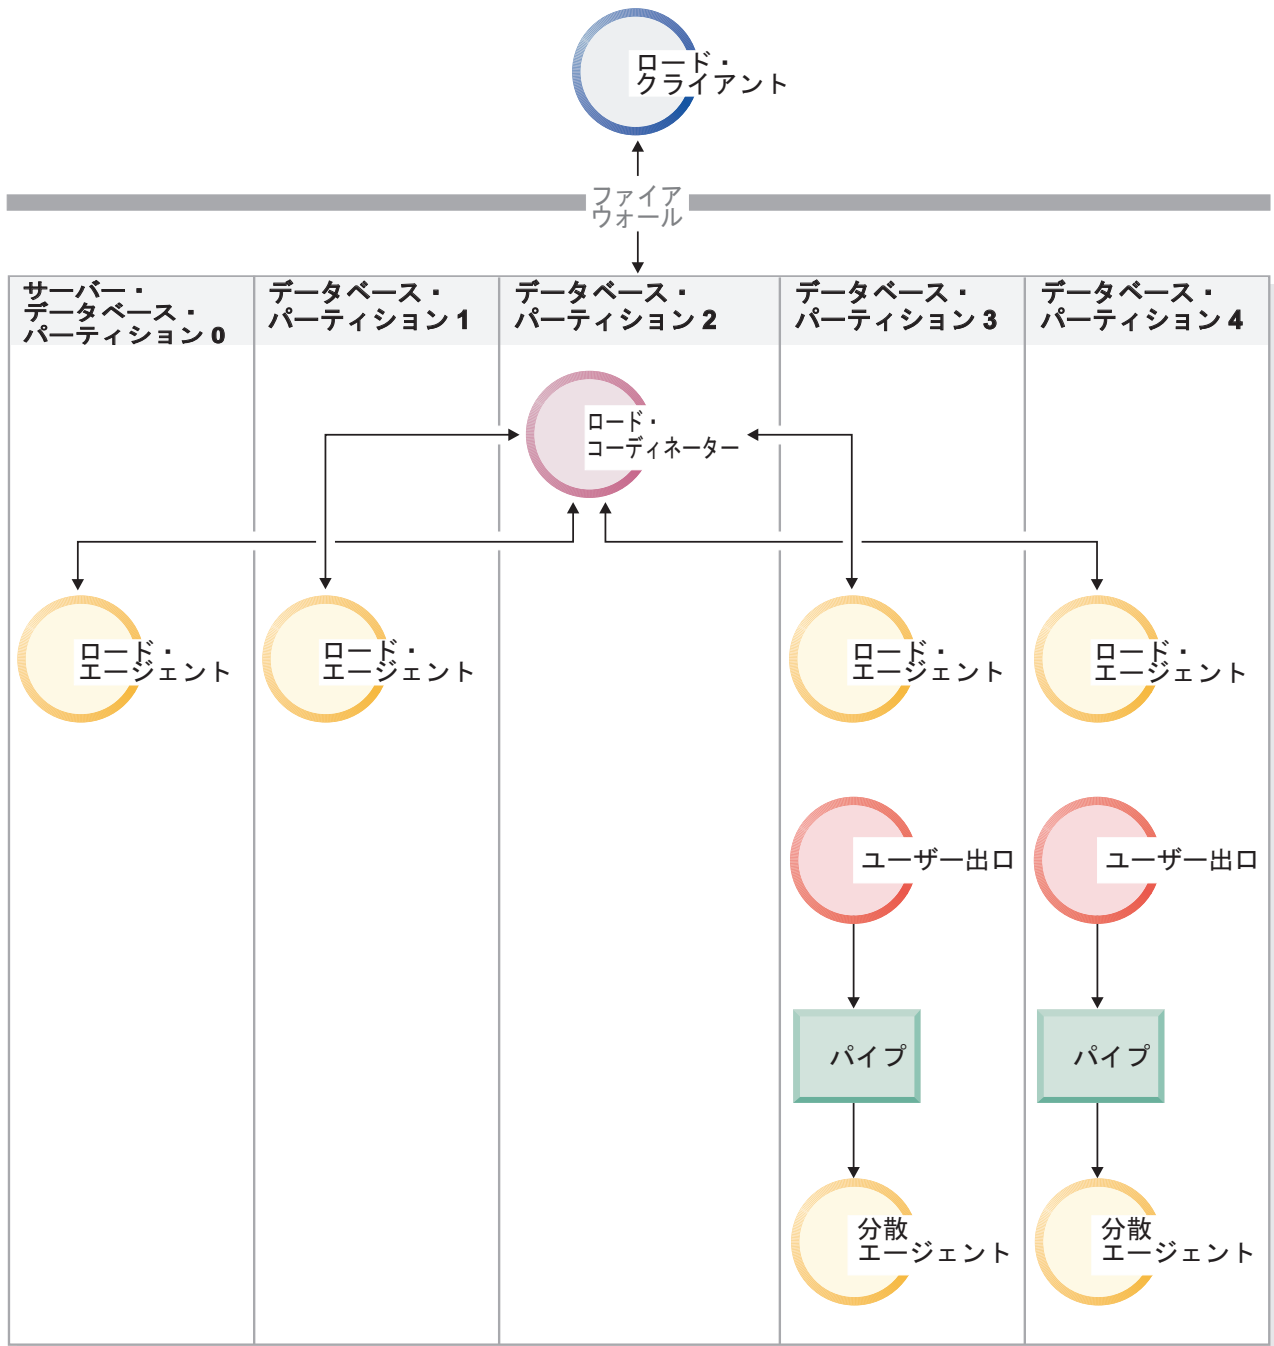 ロード・
クライアント
ファイア
ウォール
サーバー・
データベース・
パーティション 0
データベース・
パーティション 1
データベース・
パーティション 2
データベース・
パーティション 3
データベース・
パーティション 4
ロード・
コーディネーター
ロード・
エージェント
ロード・
エージェント
ロード・
エージェント
ロード・
エージェント
ユーザー出口
ユーザー出口
パイプ
パイプ
分散
エージェント
分散
エージェント